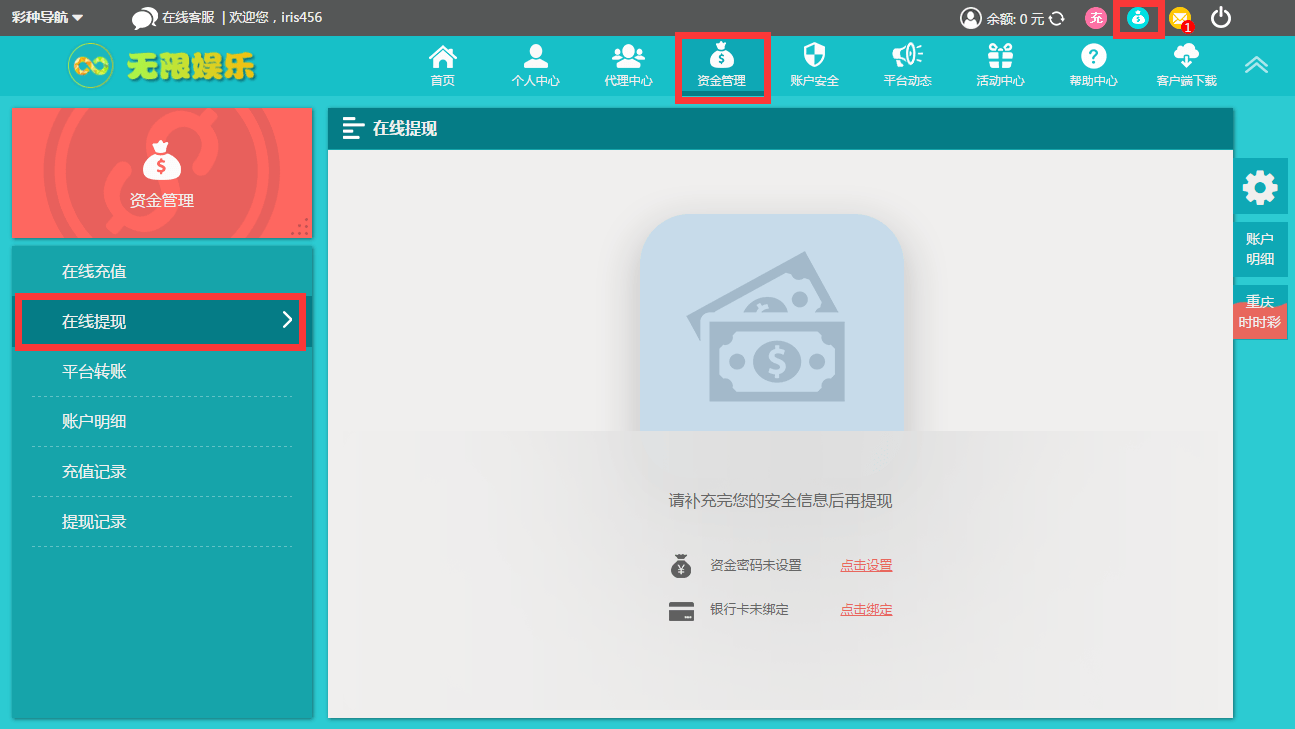 彩种导航 在线客服 | 欢迎您，iris456 余额: 0 元 充 1
无限娱乐 首页 个人中心 代理中心 资金管理 账户安全 平台动态 活动中心 帮助中心 客户端下载
资金管理
在线充值
在线提现
平台转账
账户明细
充值记录
提现记录
在线提现
请补充完您的安全信息后再提现
资金密码未设置 点击设置
银行卡未绑定 点击绑定
账户
明细
重庆
时时彩